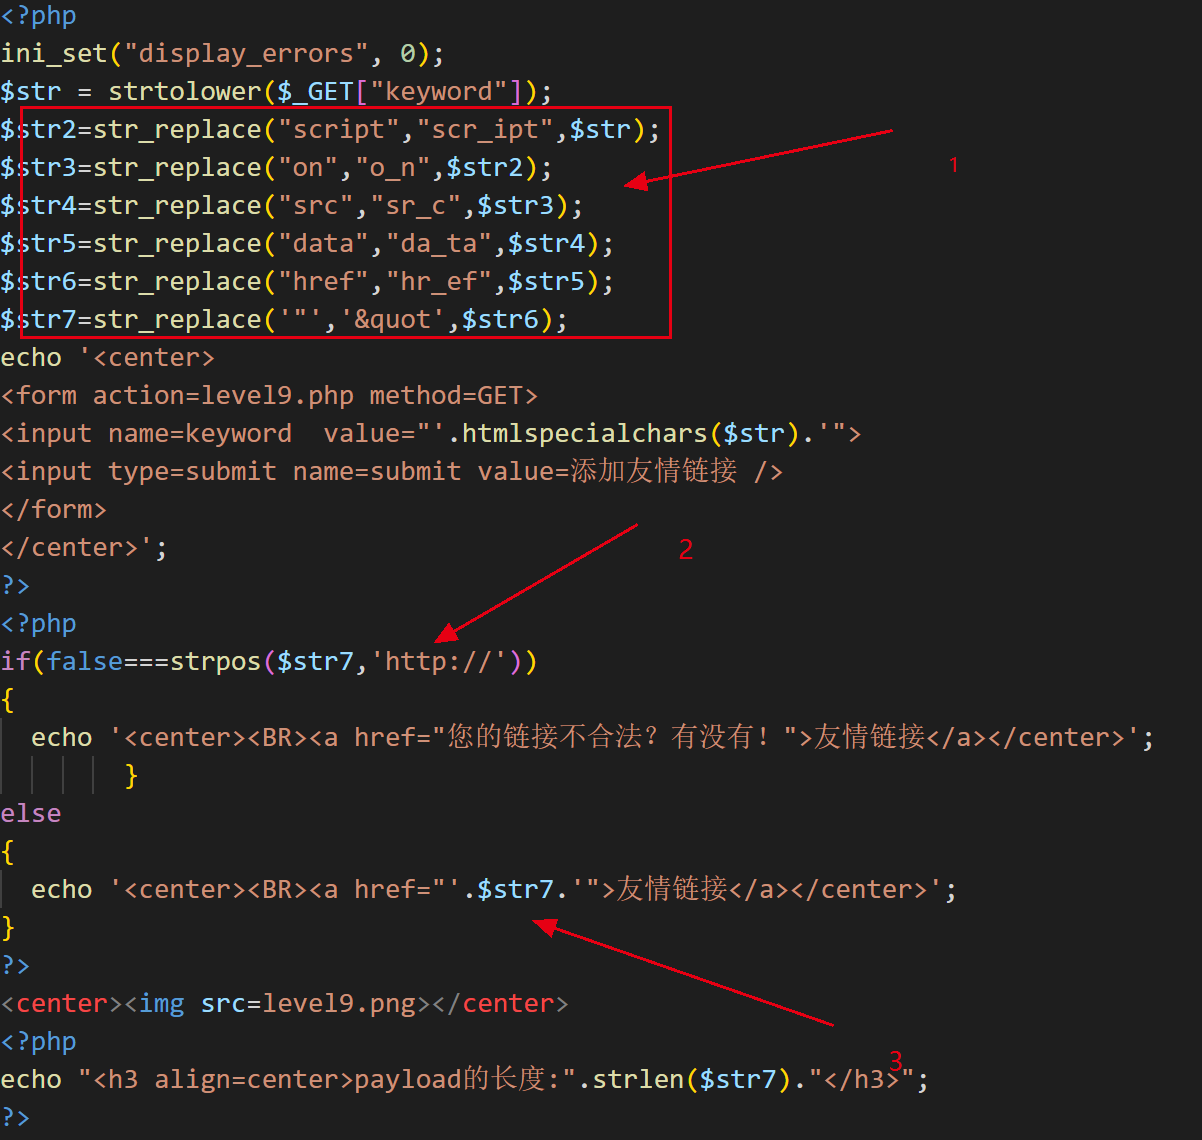 <?php
ini_set("display_errors", 0);
$str = strtolower($_GET["keyword"]);
$str2=str_replace("script","scr_ipt",$str);
$str3=str_replace("on","o_n",$str2);
$str4=str_replace("src","sr_c",$str3);
$str5=str_replace("data","da_ta",$str4);
$str6=str_replace("href","hr_ef",$str5);
$str7=str_replace('"','&quot',$str6);
1
echo '<center>
<form action=level9.php method=GET>
<input name=keyword  value="'.htmlspecialchars($str).'">
<input type=submit name=submit value=添加友情链接 />
</form>
</center>';
2
?>
<?php
if(false===strpos($str7,'http://'))
{
  echo '<center><BR><a href="您的链接不合法？有没有！">友情链接</a></center>';
        }
else
{
  echo '<center><BR><a href="'.$str7.'">友情链接</a></center>';
}
?>
<center><img src=level9.png></center>
<?php
3
echo "<h3 align=center>payload的长度:".strlen($str7)."</h3>";
?>